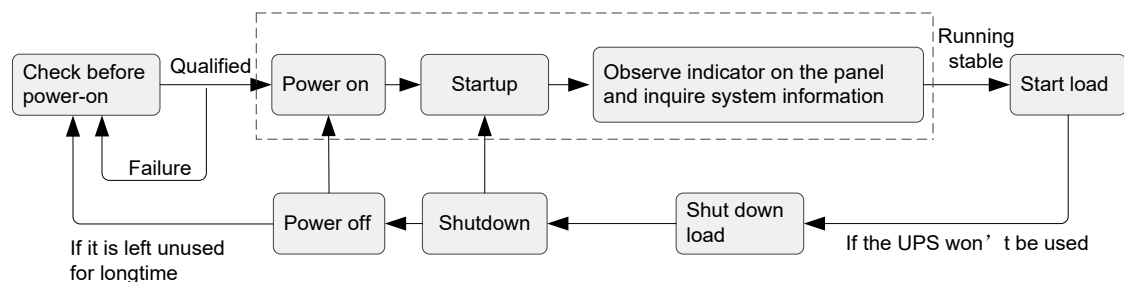 Check before
power-on
Qualified
Power on
Startup
Observe indicator on the panel
and inquire system information
Running
stable
Start load
Failure
Power off
Shutdown
Shut down
load
If the UPS won’t be used
If it is left unused
for longtime